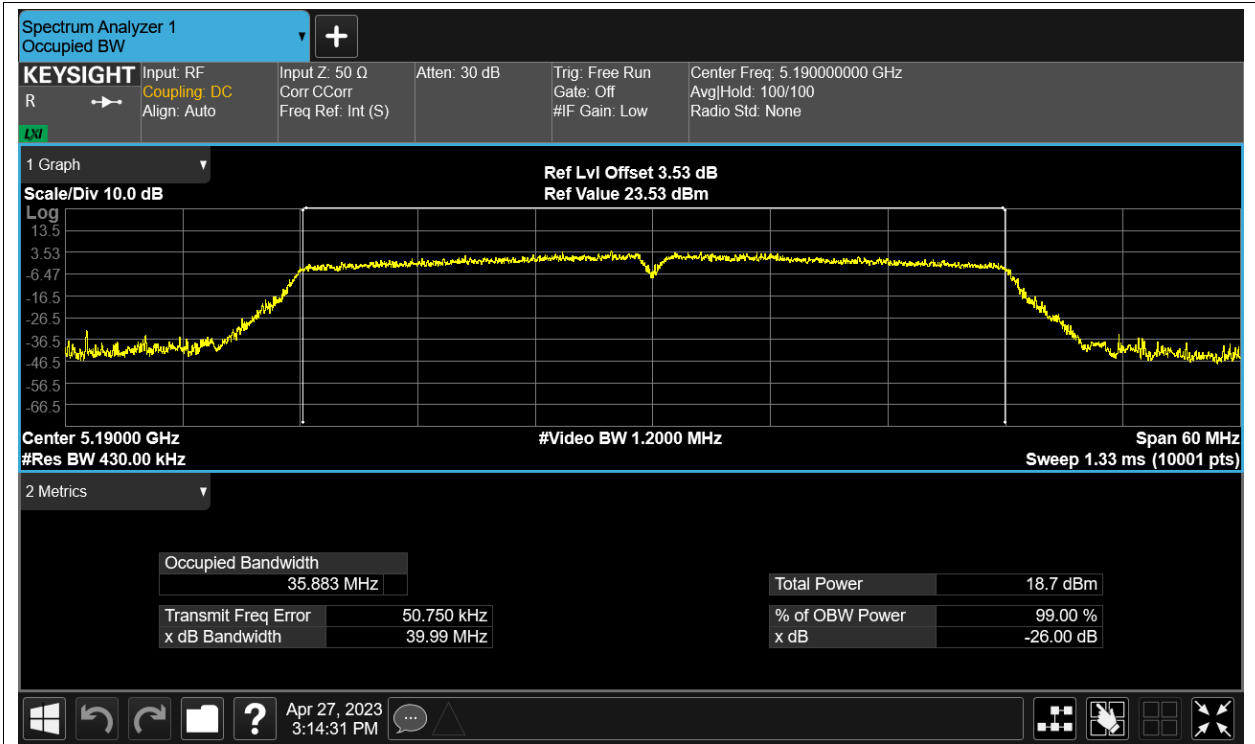 Spectrum Analyzer 1
Occupied BW
KEYSIGHT
R
LXI
Input: RF
Coupling: DC
Align: Auto
Input Z: 50 Ω
Corr CCorr
Freq Ref: Int (S)
Atten: 30 dB
Trig: Free Run
Gate: Off
#IF Gain: Low
Center Freq: 5.190000000 GHz
Avg|Hold: 100/100
Radio Std: None
1 Graph
Scale/Div 10.0 dB
Ref Lvl Offset 3.53 dB
Ref Value 23.53 dBm
Log
13.5
3.53
-6.47
-16.5
-26.5
-36.5
-46.5
-56.5
-66.5
Center 5.19000 GHz
#Video BW 1.2000 MHz
Span 60 MHz
#Res BW 430.00 kHz
Sweep 1.33 ms (10001 pts)
2 Metrics
Occupied Bandwidth
35.883 MHz
Total Power 18.7 dBm
Transmit Freq Error 50.750 kHz
% of OBW Power 99.00 %
x dB Bandwidth 39.99 MHz
x dB -26.00 dB
?
Apr 27, 2023
3:14:31 PM